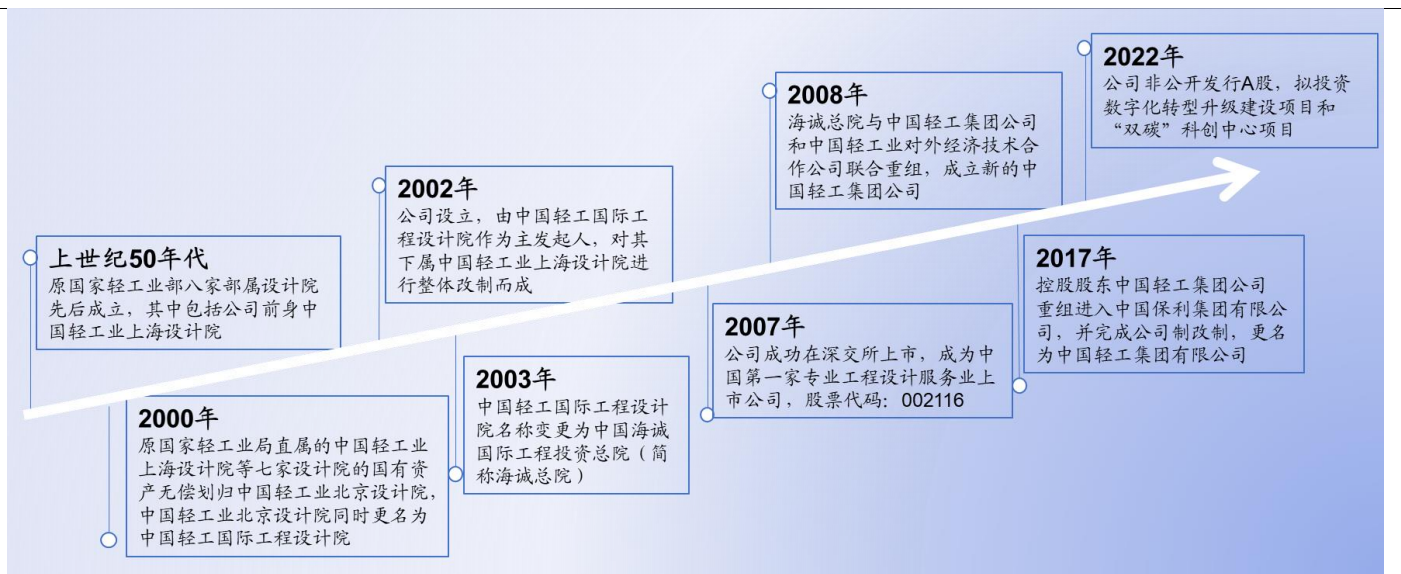 上世纪50年代
原国家轻工业部八家部属设计院
先后成立，其中包括公司前身中
国轻工业上海设计院
2000年
原国家轻工业局直属的中国轻工业
上海设计院等七家设计院的国有资
产无偿划归中国轻工业北京设计院，
中国轻工业北京设计院同时更名为
中国轻工国际工程设计院
2002年
公司设立，由中国轻工国际工
程设计院作为主发起人，对其
下属中国轻工业上海设计院进
行整体改制而成
2003年
中国轻工国际工程设计
院名称变更为中国海诚
国际工程投资总院（简
称海诚总院）
2007年
公司成功在深交所上市，成为中
国第一家专业工程设计服务业上
市公司，股票代码：002116
2008年
海诚总院与中国轻工集团公司
和中国轻工业对外经济技术合
作公司联合重组，成立新的中
国轻工集团公司
2017年
控股股东中国轻工集团公司
重组进入中国保利集团有限公
司，并完成公司制改制，更名
为中国轻工集团有限公司
2022年
公司非公开发行A股，拟投资
数字化转型升级建设项目和
“双碳”科创中心项目